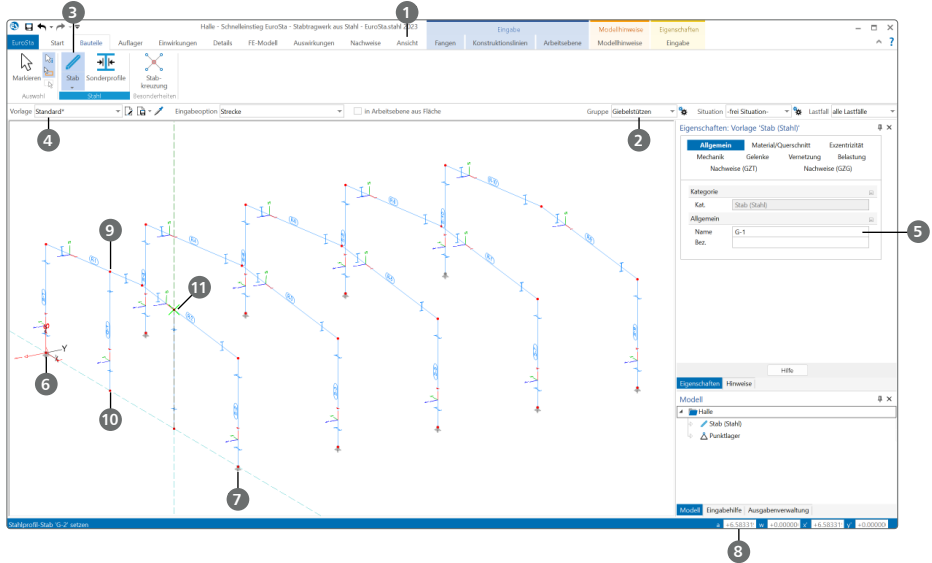 1
3
Halle - Schnelleinstieg EuroSta - Stabtragwerk aus Stahl - EuroSta.stahl 2023
Eingabe Modellhinweise Eigenschaften
EuroSta Start Bauteile Auflager Einwirkungen Details FE-Modell Auswirkungen Nachweise Ansicht Fangen Konstruktionslinien Arbeitsebene Modellhinweise Eingabe
?
Markieren Stab Sonderprofile Stab-
kreuzung
Auswahl Stahl Besonderheiten
Vorlage Standard* Eingabeoption Strecke in Arbeitsebene aus Fläche Gruppe Giebelstützen Situation -frei Situation- Lastfall alle Lastfälle
4
2
Eigenschaften: Vorlage 'Stab (Stahl)'
Allgemein Material/Querschnitt Exzentrizität
Mechanik Gelenke Vernetzung Belastung
Nachweise (GZT) Nachweise (GZG)
Kategorie
Kat. Stab (Stahl)
Allgemein
Name G-1
Bez.
5
9
11
Y
6
10
7
Hilfe
Eigenschaften Hinweise
Modell
Halle
Stab (Stahl)
Punktlager
Modell Eingabehilfe Ausgabenverwaltung
Stahlprofil-Stab 'G-2' setzen
a +6.58331 w +0.00000 x' +6.58331 y' +0.00000
8